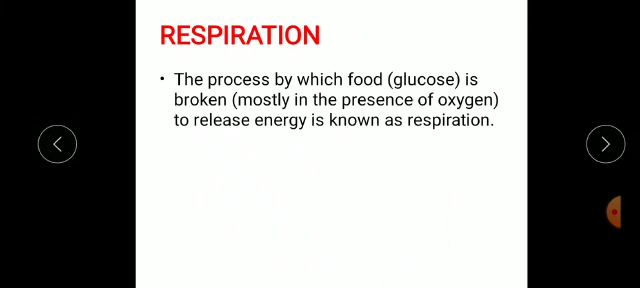 RESPIRATION
• The process by which food (glucose) is
broken (mostly in the presence of oxygen)
to release energy is known as respiration.